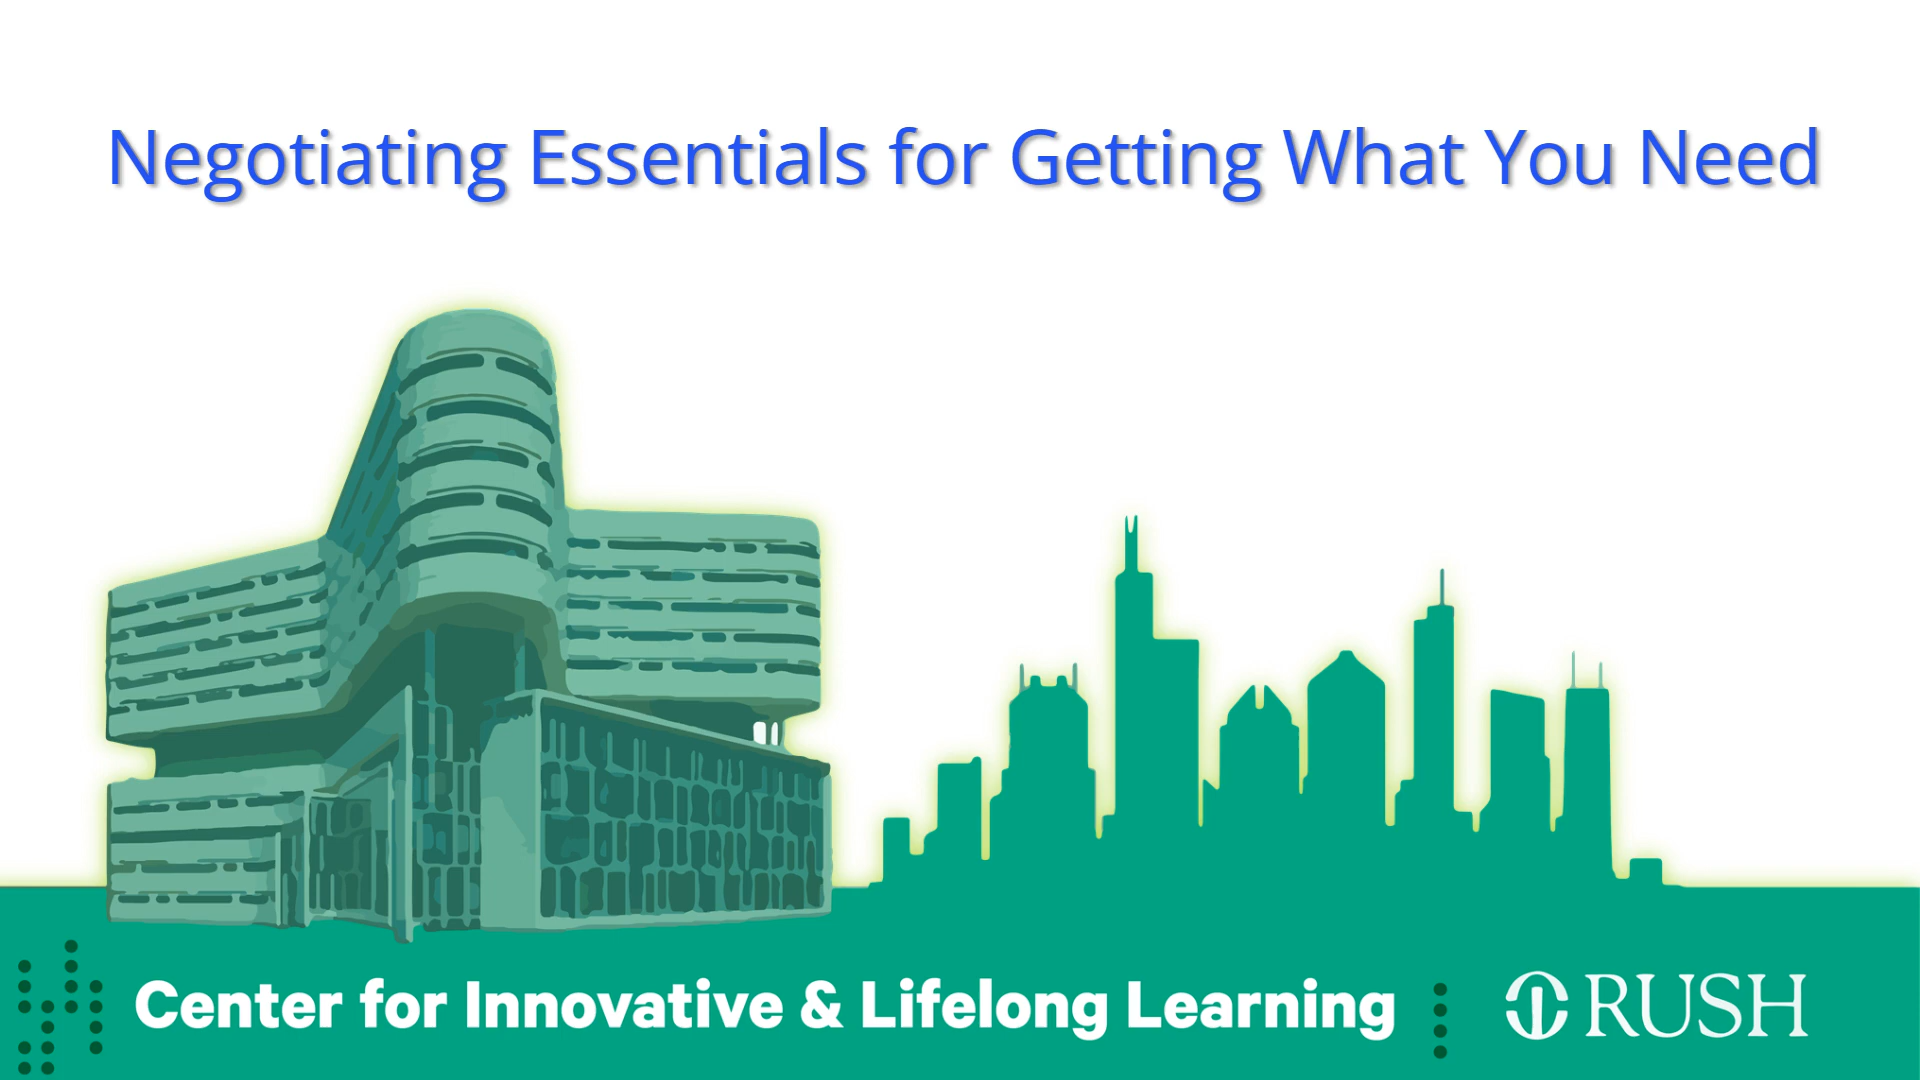 Negotiating Essentials for Getting What You Need
Center for Innovative & Lifelong Learning
RUSH